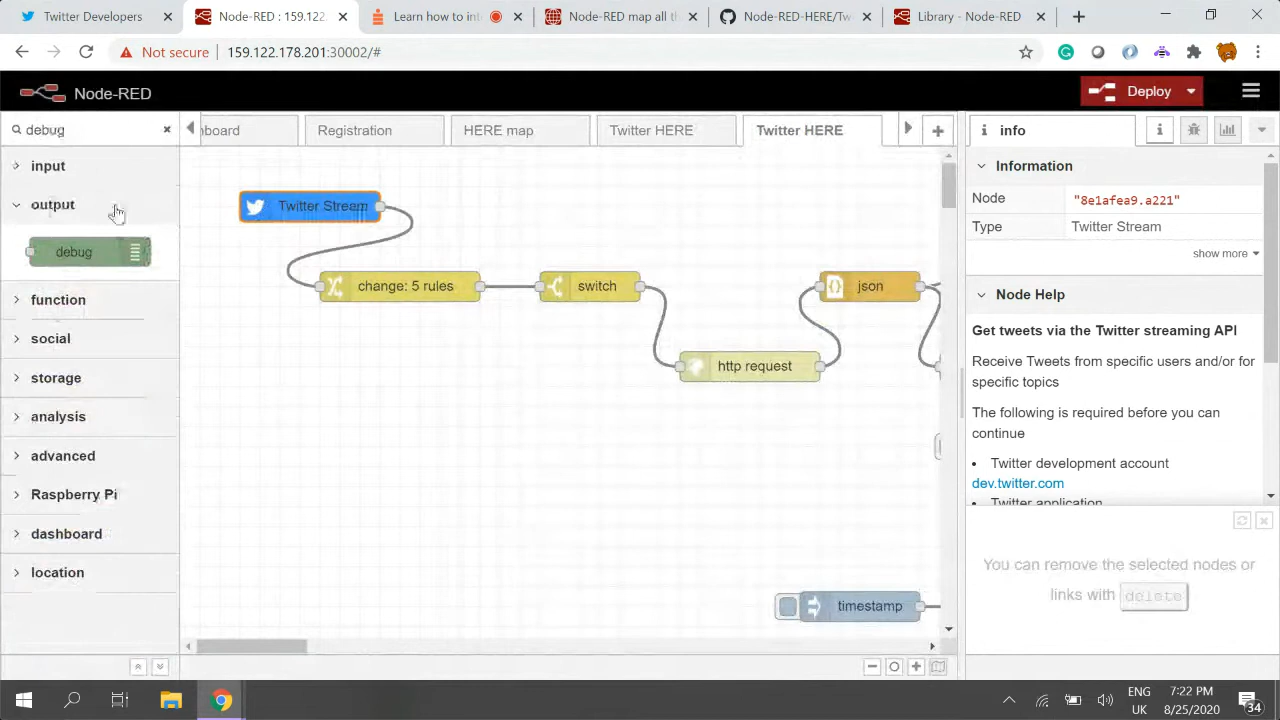 Twitter Developers
Node-RED : 159.122
Learn how to int
Node-RED map all t
Node-RED-HERE/Tw
Library - Node-RED
Not secure
159.122.178.201:30002/#
Node-RED
Deploy
debug
board
Registration
HERE map
Twitter HERE
Twitter HERE
info
input
output
debug
function
social
storage
analysis
advanced
Raspberry Pi
dashboard
location
Twitter Stream
change: 5 rules
switch
http request
json
timestamp
Information
Node "8e1afea9.a221"
Type Twitter Stream
show more
Node Help
Get tweets via the Twitter streaming API
Receive Tweets from specific users and/or for
specific topics
The following is required before you can
continue
• Twitter development account
dev.twitter.com
• Twitter application
You can remove the selected nodes or
links with delete
ENG
UK
7:22 PM
8/25/2020
34